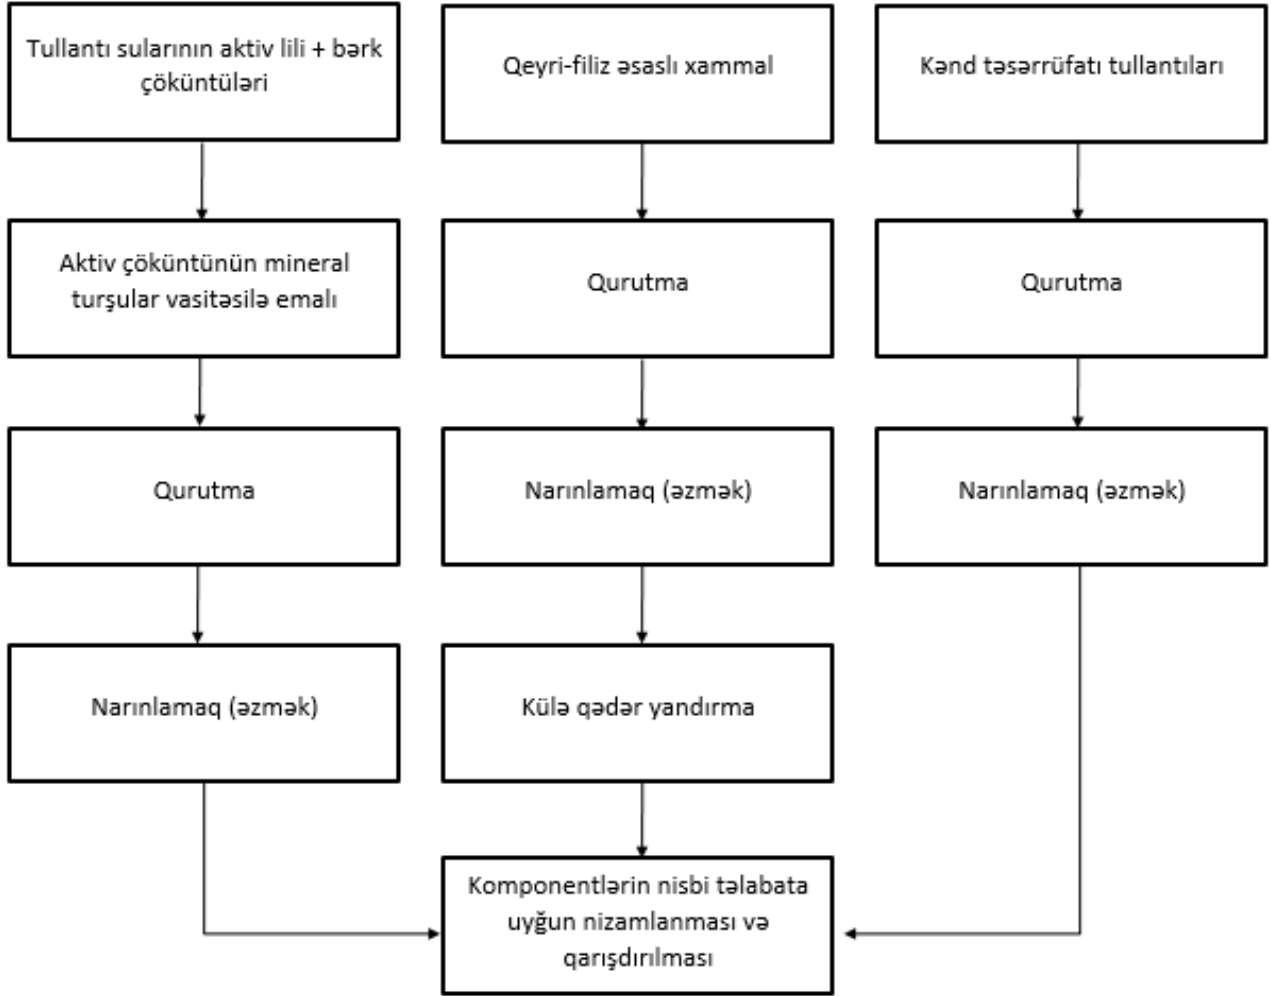 Tullantı sularının aktiv lili + bərk
çöküntüləri
Qeyri-filiz əsaslı xammal
Kənd təsərrüfatı tullantıları
Aktiv çöküntünün mineral
turşular vasitəsilə emalı
Qurutma
Qurutma
Qurutma
Narınlamaq (əzmək)
Narınlamaq (əzmək)
Narınlamaq (əzmək)
Külə qədər yandırma
Komponentlərin nisbi təlabata
uyğun nizamlanması və
qarışdırılması